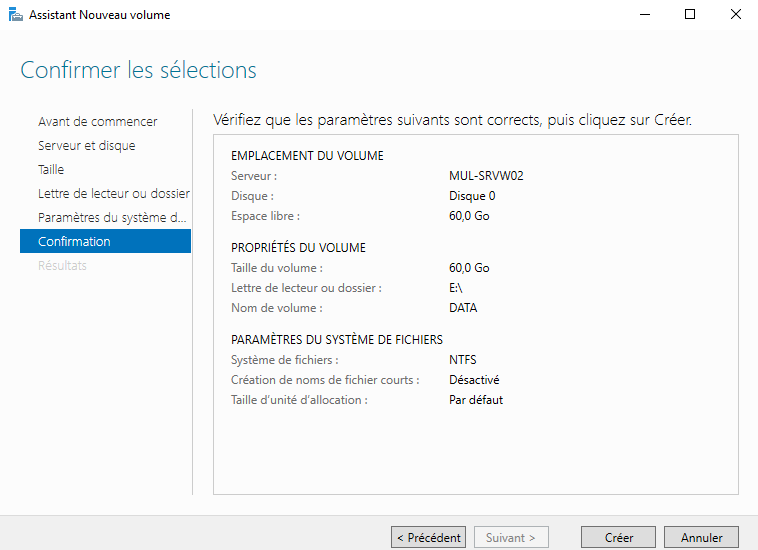 Assistant Nouveau volume
Confirmer les sélections
Avant de commencer
Serveur et disque
Taille
Lettre de lecteur ou dossier
Paramètres du système d...
Confirmation
Résultats
Vérifiez que les paramètres suivants sont corrects, puis cliquez sur Créer.
EMPLACEMENT DU VOLUME
Serveur : MUL-SRVW02
Disque : Disque 0
Espace libre : 60,0 Go
PROPRIÉTÉS DU VOLUME
Taille du volume : 60,0 Go
Lettre de lecteur ou dossier : E:\
Nom de volume : DATA
PARAMÈTRES DU SYSTÈME DE FICHIERS
Système de fichiers : NTFS
Création de noms de fichier courts : Désactivé
Taille d'unité d'allocation : Par défaut
< Précédent Suivant > Créer Annuler